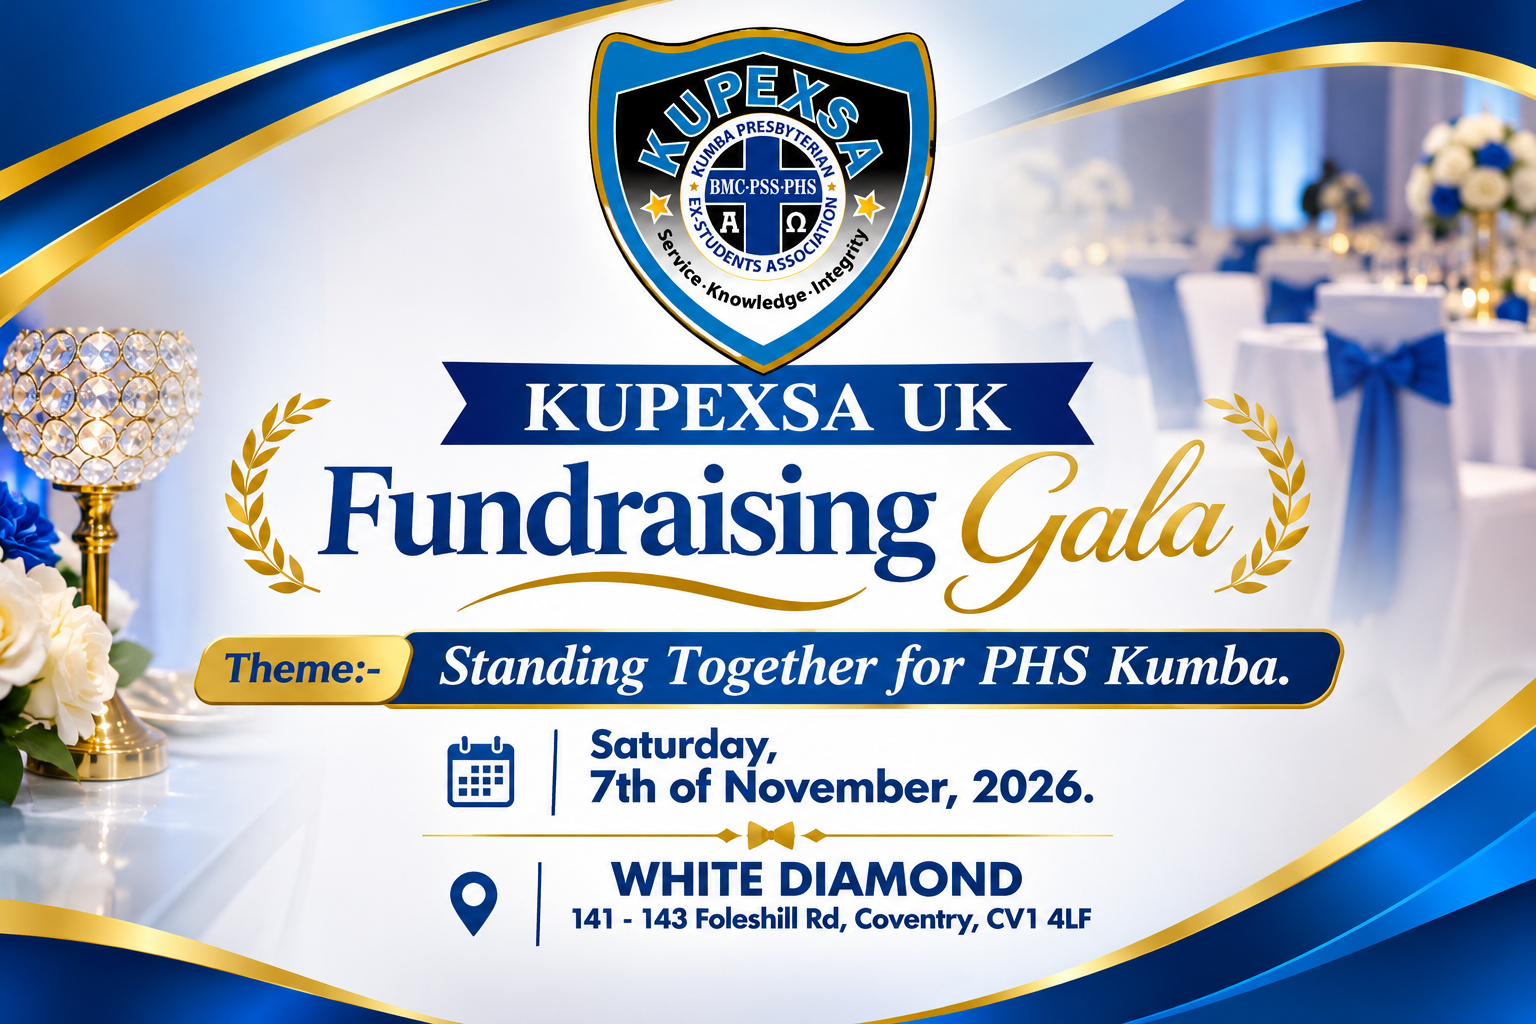 KUPEXSA
KUMBA PRESBYTERIAN
BMC·PSS·PHS
Α Ω
EX-STUDENTS ASSOCIATION
Service·Knowledge·Integrity
KUPEXSA UK
Fundraising Gala
Theme:- Standing Together for PHS Kumba.
Saturday,
7th of November, 2026.
WHITE DIAMOND
141 - 143 Foleshill Rd, Coventry, CV1 4LF